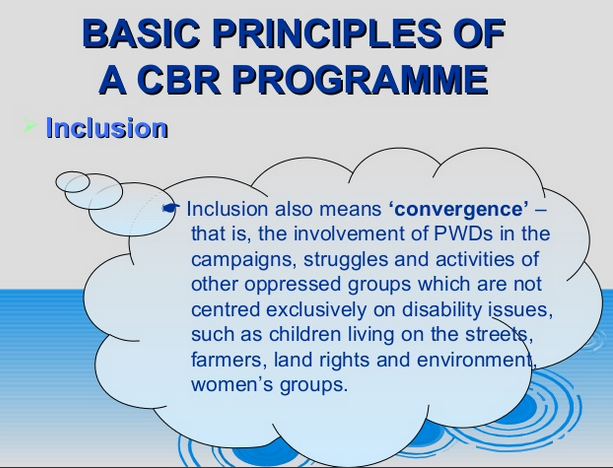 BASIC PRINCIPLES OF
A CBR PROGRAMME
Inclusion
Inclusion also means ‘convergence’ –
that is, the involvement of PWDs in the
campaigns, struggles and activities of
other oppressed groups which are not
centred exclusively on disability issues,
such as children living on the streets,
farmers, land rights and environment,
women’s groups.